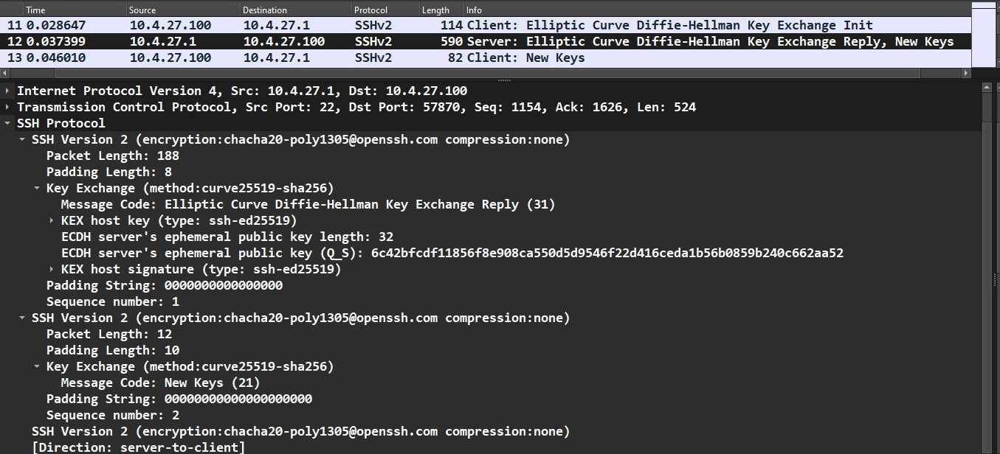 Time Source Destination Protocol Length Info
11 0.028647 10.4.27.100 10.4.27.1 SSHv2 114 Client: Elliptic Curve Diffie-Hellman Key Exchange Init
12 0.037399 10.4.27.1 10.4.27.100 SSHv2 590 Server: Elliptic Curve Diffie-Hellman Key Exchange Reply, New Keys
13 0.046010 10.4.27.100 10.4.27.1 SSHv2 82 Client: New Keys
Internet Protocol Version 4, Src: 10.4.27.1, Dst: 10.4.27.100
Transmission Control Protocol, Src Port: 22, Dst Port: 57870, Seq: 1154, Ack: 1626, Len: 524
SSH Protocol
SSH Version 2 (encryption:chacha20-poly1305@openssh.com compression:none)
Packet Length: 188
Padding Length: 8
Key Exchange (method:curve25519-sha256)
Message Code: Elliptic Curve Diffie-Hellman Key Exchange Reply (31)
KEX host key (type: ssh-ed25519)
ECDH server's ephemeral public key length: 32
ECDH server's ephemeral public key (Q_S): 6c42bfcdf11856f8e908ca550d5d9546f22d416ceda1b56b0859b240c662aa52
KEX host signature (type: ssh-ed25519)
Padding String: 0000000000000000
Sequence number: 1
SSH Version 2 (encryption:chacha20-poly1305@openssh.com compression:none)
Packet Length: 12
Padding Length: 10
Key Exchange (method:curve25519-sha256)
Message Code: New Keys (21)
Padding String: 00000000000000000000
Sequence number: 2
SSH Version 2 (encryption:chacha20-poly1305@openssh.com compression:none)
[Direction: server-to-client]